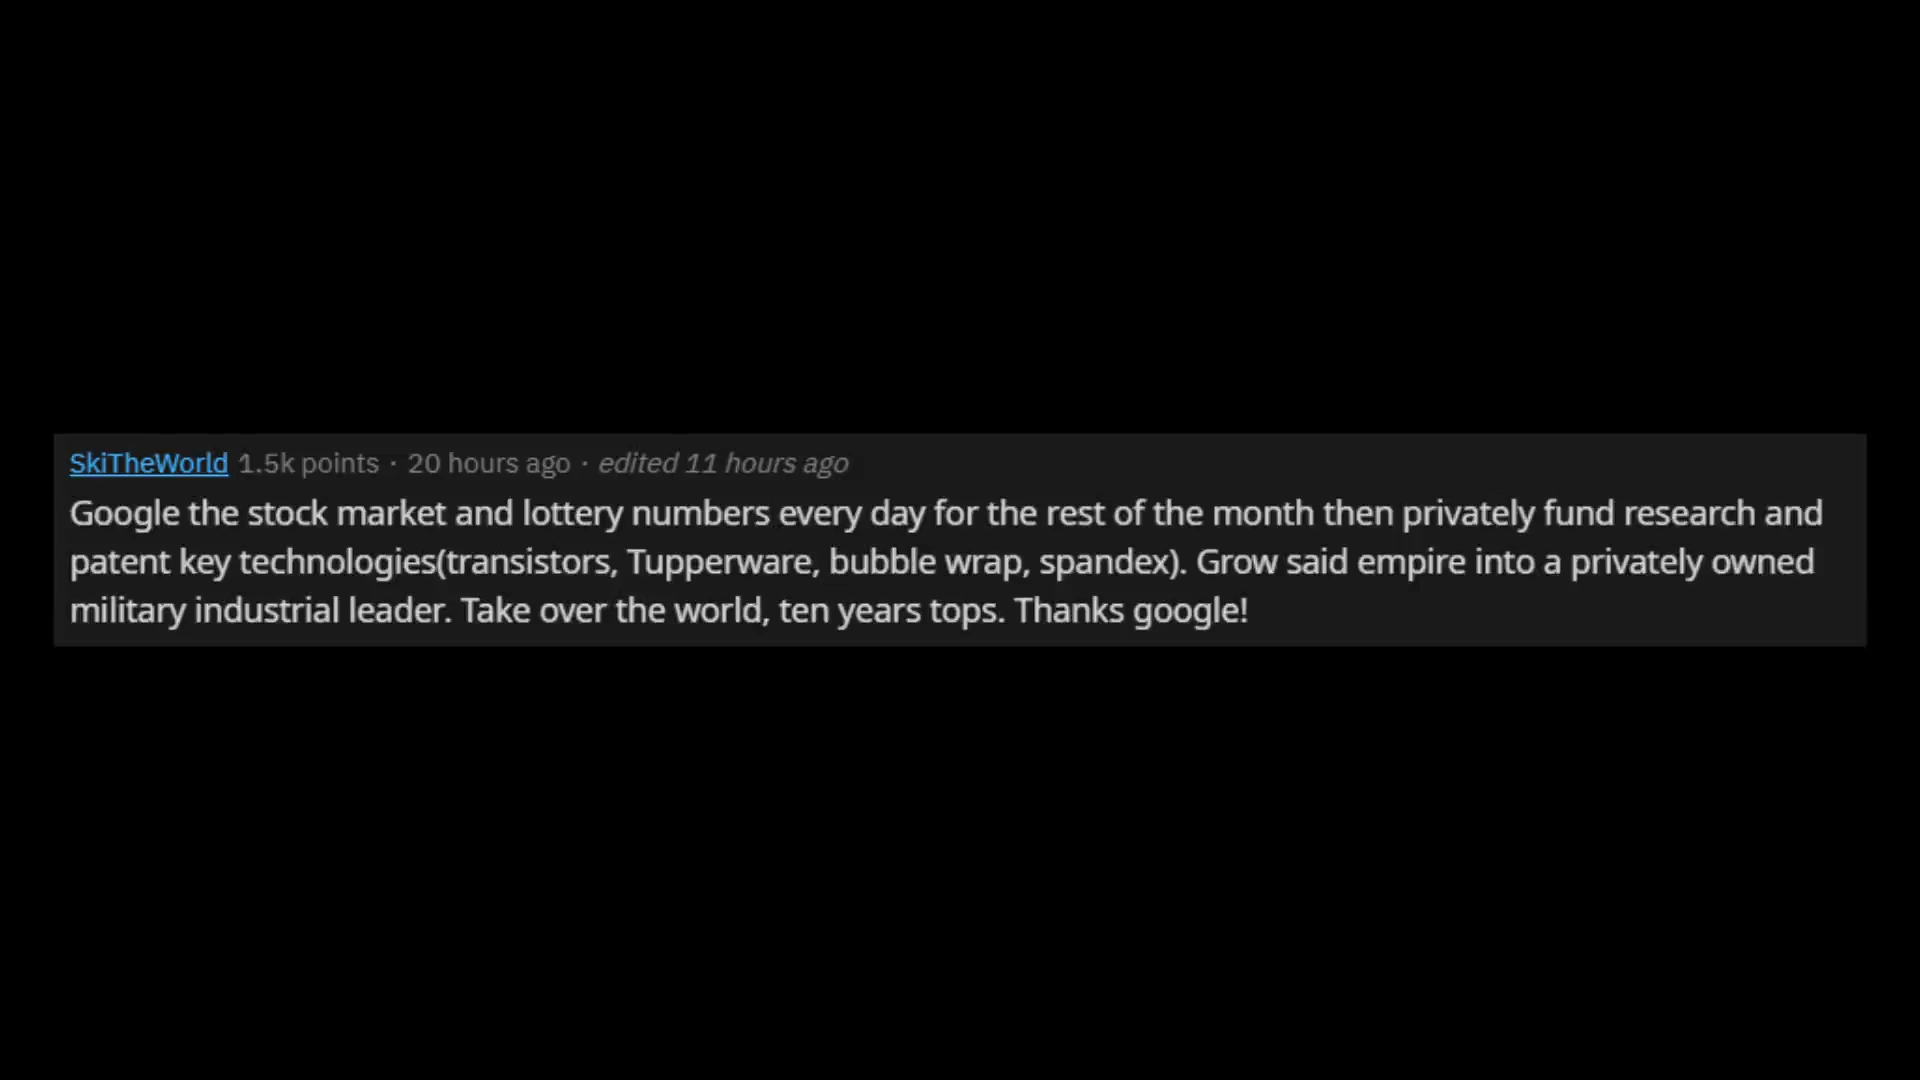 SkiTheWorld 1.5k points · 20 hours ago · edited 11 hours ago
Google the stock market and lottery numbers every day for the rest of the month then privately fund research and
patent key technologies(transistors, Tupperware, bubble wrap, spandex). Grow said empire into a privately owned
military industrial leader. Take over the world, ten years tops. Thanks google!